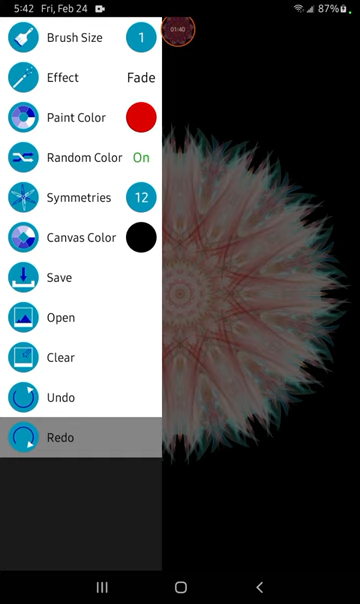 5:42 Fri, Feb 24 87%
01:40
Brush Size 1
Effect Fade
Paint Color
Random Color On
Symmetries 12
Canvas Color
Save
Open
Clear
Undo
Redo